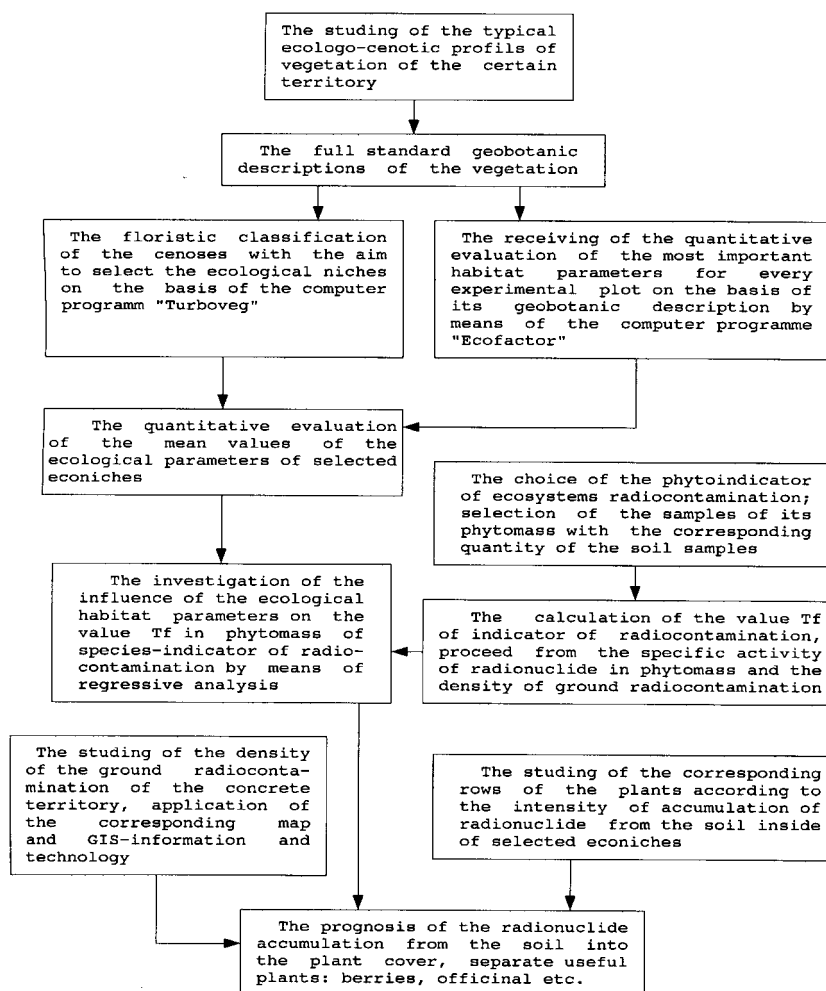 The studing of the typical
ecologo-cenotic profils of
vegetation of the certain
territory
The full standard geobotanic
descriptions of the vegetation
The floristic classification
of the cenoses with the aim
to select the ecological niches
on the basis of the computer
programm "Turboveg"
The receiving of the quantitative
evaluation of the most important
habitat parameters for every
experimental plot on the basis of
its geobotanic description by
means of the computer programme
"Ecofactor"
The quantitative evaluation
of the mean values of the
ecological parameters of selected
econiches
The choice of the phytoindicator
of ecosystems radiocontamination;
selection of the samples of its
phytomass with the corresponding
quantity of the soil samples
The investigation of the
influence of the ecological
habitat parameters on the
value Tf in phytomass of
species-indicator of radio-
contamination by means of
regressive analysis
The calculation of the value Tf
of indicator of radiocontamination,
proceed from the specific activity
of radionuclide in phytomass and the
density of ground radiocontamination
The studing of the density
of the ground radioconta-
mination of the concrete
territory, application of
the corresponding map
and GIS-information and
technology
The studing of the corresponding
rows of the plants according to
the intensity of accumulation of
radionuclide from the soil inside
of selected econiches
The prognosis of the radionuclide
accumulation from the soil into
the plant cover, separate useful
plants: berries, officinal etc.